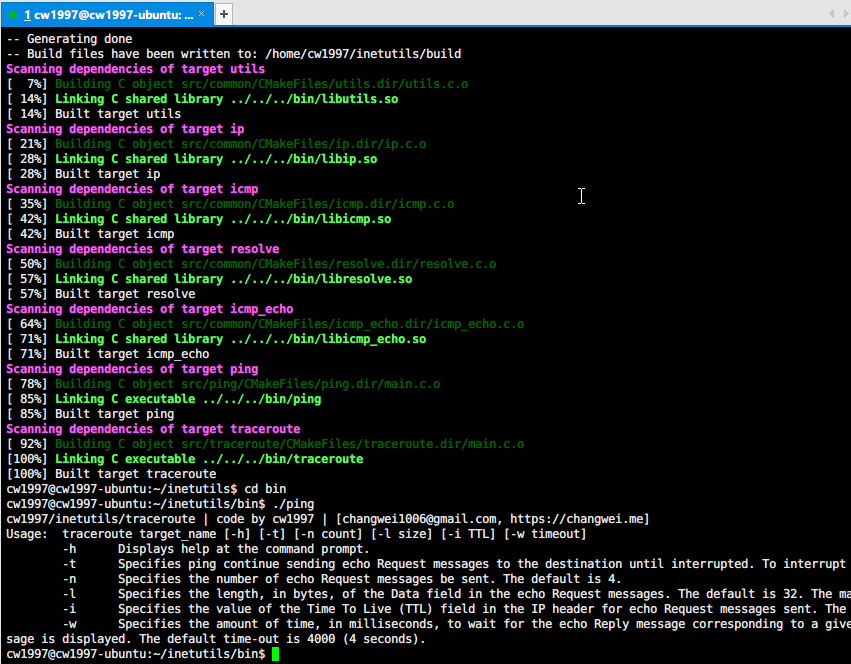 1 cw1997@cw1997-ubuntu: ... × +
-- Generating done
-- Build files have been written to: /home/cw1997/inetutils/build
Scanning dependencies of target utils
[  7%] Building C object src/common/CMakeFiles/utils.dir/utils.c.o
[ 14%] Linking C shared library ../../../bin/libutils.so
[ 14%] Built target utils
Scanning dependencies of target ip
[ 21%] Building C object src/common/CMakeFiles/ip.dir/ip.c.o
[ 28%] Linking C shared library ../../../bin/libip.so
[ 28%] Built target ip
Scanning dependencies of target icmp
[ 35%] Building C object src/common/CMakeFiles/icmp.dir/icmp.c.o
[ 42%] Linking C shared library ../../../bin/libicmp.so
[ 42%] Built target icmp
Scanning dependencies of target resolve
[ 50%] Building C object src/common/CMakeFiles/resolve.dir/resolve.c.o
[ 57%] Linking C shared library ../../../bin/libresolve.so
[ 57%] Built target resolve
Scanning dependencies of target icmp_echo
[ 64%] Building C object src/common/CMakeFiles/icmp_echo.dir/icmp_echo.c.o
[ 71%] Linking C shared library ../../../bin/libicmp_echo.so
[ 71%] Built target icmp_echo
Scanning dependencies of target ping
[ 78%] Building C object src/ping/CMakeFiles/ping.dir/main.c.o
[ 85%] Linking C executable ../../../bin/ping
[ 85%] Built target ping
Scanning dependencies of target traceroute
[ 92%] Building C object src/traceroute/CMakeFiles/traceroute.dir/main.c.o
[100%] Linking C executable ../../../bin/traceroute
[100%] Built target traceroute
cw1997@cw1997-ubuntu:~/inetutils$ cd bin
cw1997@cw1997-ubuntu:~/inetutils/bin$ ./ping
cw1997/inetutils/traceroute | code by cw1997 | [changwei1006@gmail.com, https://changwei.me]
Usage:  traceroute target_name [-h] [-t] [-n count] [-l size] [-i TTL] [-w timeout]
        -h      Displays help at the command prompt.
        -t      Specifies ping continue sending echo Request messages to the destination until interrupted. To interrupt
        -n      Specifies the number of echo Request messages be sent. The default is 4.
        -l      Specifies the length, in bytes, of the Data field in the echo Request messages. The default is 32. The ma
        -i      Specifies the value of the Time To Live (TTL) field in the IP header for echo Request messages sent. The
        -w      Specifies the amount of time, in milliseconds, to wait for the echo Reply message corresponding to a give
sage is displayed. The default time-out is 4000 (4 seconds).
cw1997@cw1997-ubuntu:~/inetutils/bin$